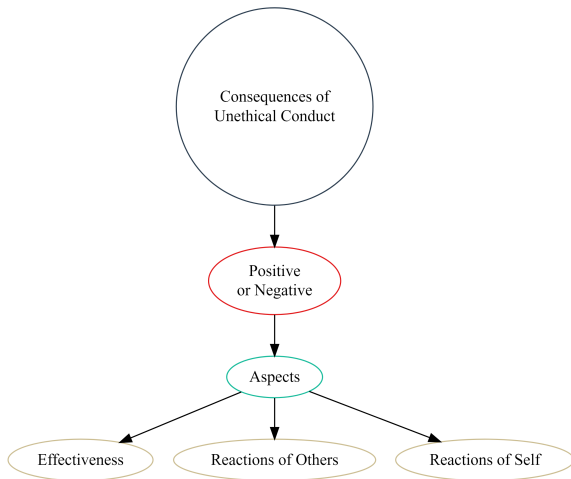 Consequences of
Unethical Conduct
Positive
or Negative
Aspects
Effectiveness
Reactions of Others
Reactions of Self